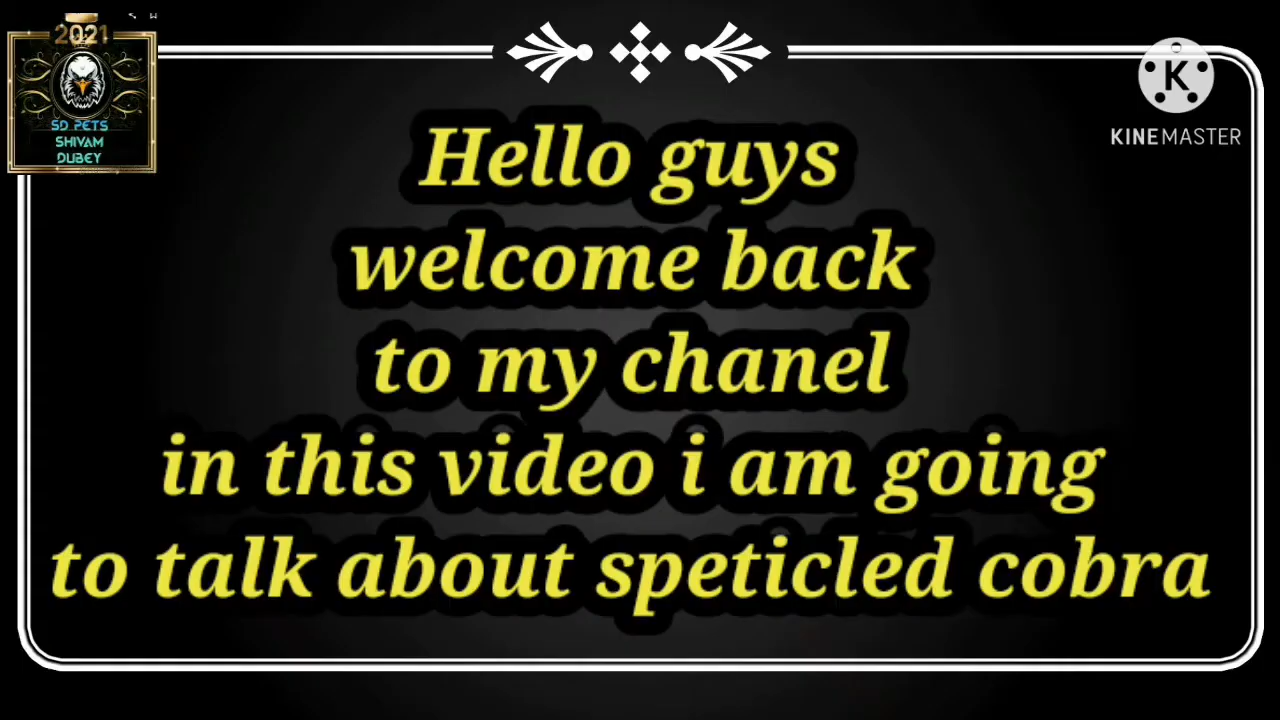 2021
SD PETS
SHIVAM
DUBEY
K
KINEMASTER
Hello guys
welcome back
to my chanel
in this video i am going
to talk about speticled cobra